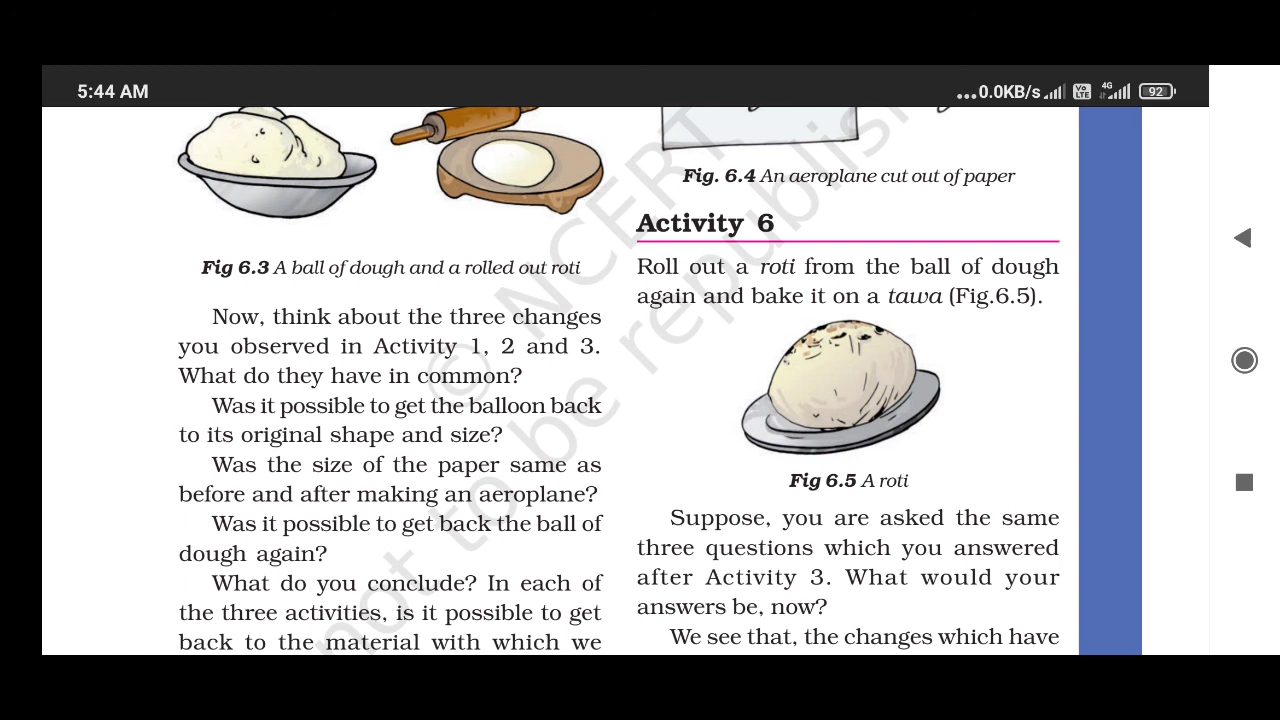 5:44 AM
...0.0KB/s
Vo
LTE
4G
92
Fig 6.3 A ball of dough and a rolled out roti
Now, think about the three changes
you observed in Activity 1, 2 and 3.
What do they have in common?
Was it possible to get the balloon back
to its original shape and size?
Was the size of the paper same as
before and after making an aeroplane?
Was it possible to get back the ball of
dough again?
What do you conclude? In each of
the three activities, is it possible to get
back to the material with which we
Fig. 6.4 An aeroplane cut out of paper
Activity 6
Roll out a roti from the ball of dough
again and bake it on a tawa (Fig.6.5).
Fig 6.5 A roti
Suppose, you are asked the same
three questions which you answered
after Activity 3. What would your
answers be, now?
We see that, the changes which have
© NCERT
not to be republish